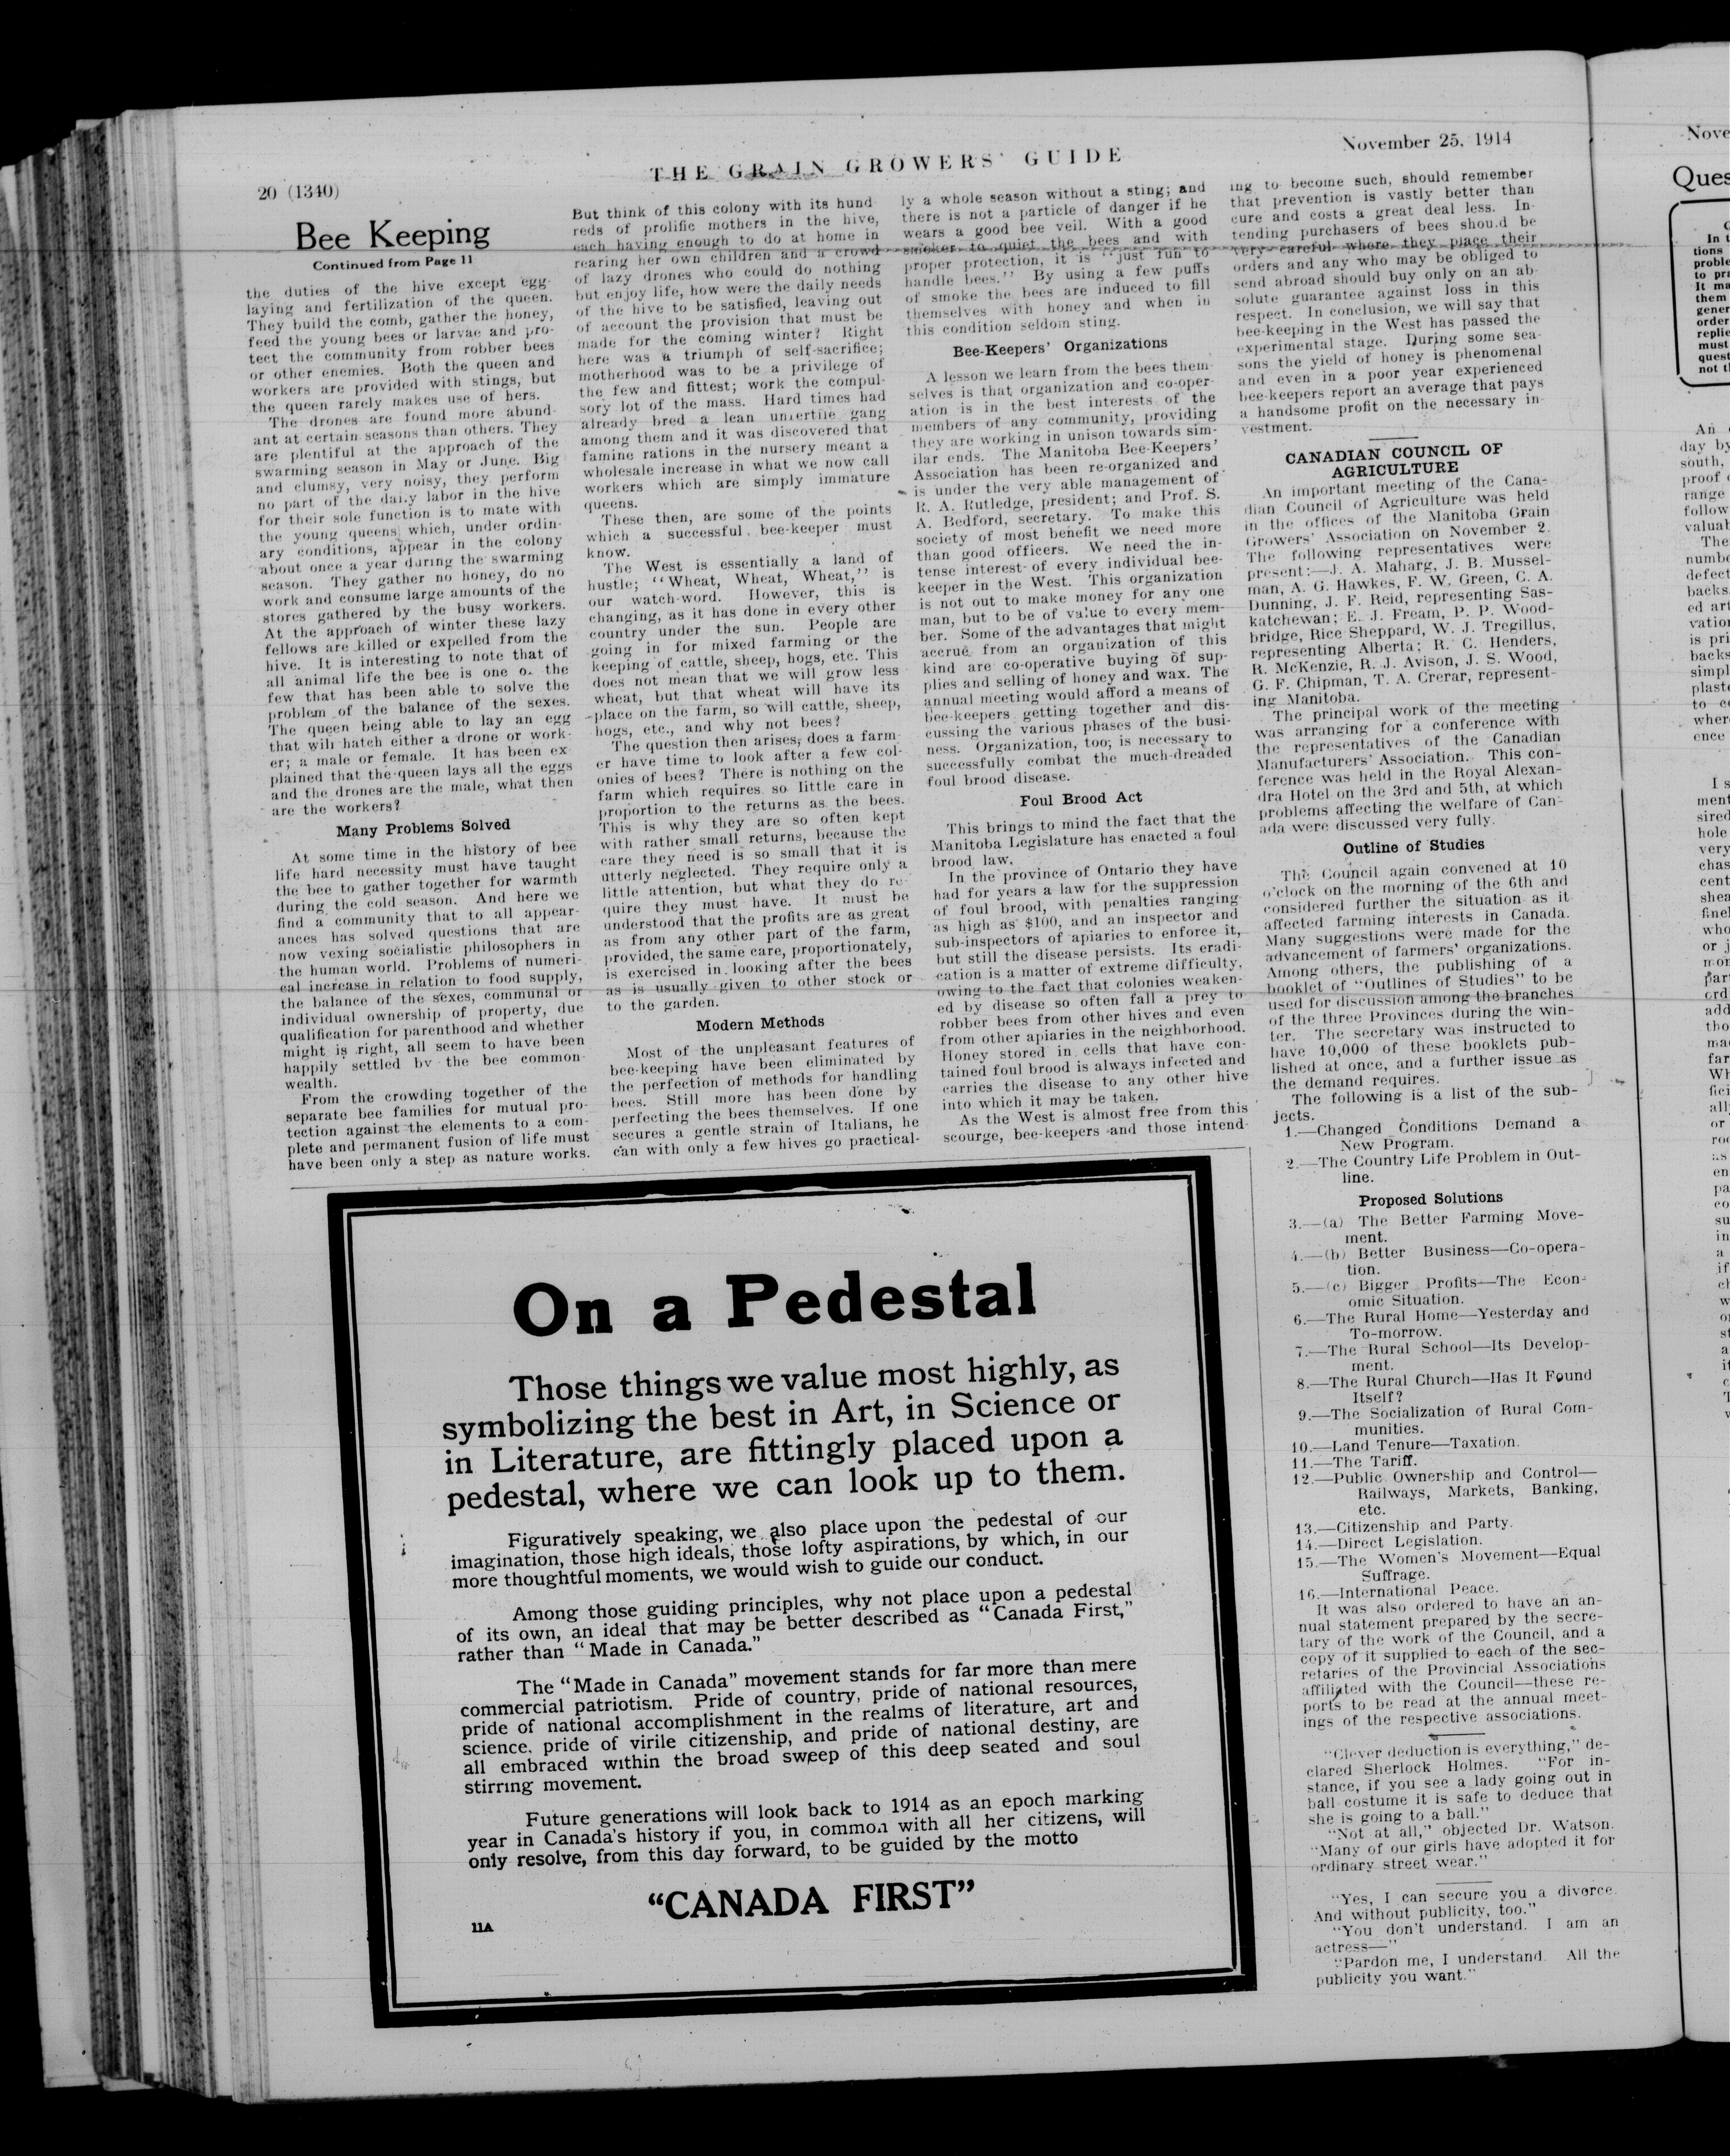 20 (1340)
THE GRAIN GROWERS' GUIDE
November 25, 1914
Bee Keeping
Continued from Page 11
the duties of the hive except egg-
laying and fertilization of the queen.
They build the comb, gather the honey,
feed the young bees or larvae and pro-
tect the community from robber bees
or other enemies. Both the queen and
workers are provided with stings, but
the queen rarely makes use of hers.
The drones are found more abund-
ant at certain seasons than others. They
are plentiful at the approach of the
swarming season in May or June. Big
and clumsy, very noisy, they perform
no part of the daily labor in the hive
for their sole function is to mate with
the young queens which, under ordin-
ary conditions, appear in the colony
about once a year during the swarming
season. They gather no honey, do no
work and consume large amounts of the
stores gathered by the busy workers.
At the approach of winter these lazy
fellows are killed or expelled from the
hive. It is interesting to note that of
all animal life the bee is one of the
few that has been able to solve the
problem of the balance of the sexes.
The queen being able to lay an egg
that will hatch either a drone or work-
er; a male or female. It has been ex-
plained that the queen lays all the eggs
and the drones are the male, what then
are the workers?
Many Problems Solved
At some time in the history of bee
life hard necessity must have taught
the bee to gather together for warmth
during the cold season. And here we
find a community that to all appear-
ances has solved questions that are
now vexing socialistic philosophers in
the human world. Problems of numeri-
cal increase in relation to food supply,
the balance of the sexes, communal or
individual ownership of property, due
qualification for parenthood and whether
might is right, all seem to have been
happily settled by the bee common-
wealth.
From the crowding together of the
separate bee families for mutual pro-
tection against the elements to a com-
plete and permanent fusion of life must
have been only a step as nature works.
But think of this colony with its hund-
reds of prolific mothers in the hive,
each having enough to do at home in
rearing her own children and a crowd
of lazy drones who could do nothing
but enjoy life, how were the daily needs
of the hive to be satisfied, leaving out
of account the provision that must be
made for the coming winter? Right
here was a triumph of self-sacrifice;
motherhood was to be a privilege of
the few and fittest; work the compul-
sory lot of the mass. Hard times had
already bred a lean unfertile gang
among them and it was discovered that
famine rations in the nursery meant a
wholesale increase in what we now call
workers which are simply immature
queens.
These then, are some of the points
which a successful bee-keeper must
know.
The West is essentially a land of
hustle; "Wheat, Wheat, Wheat," is
our watch-word. However, this is
changing, as it has done in every other
country under the sun. People are
going in for mixed farming or the
keeping of cattle, sheep, hogs, etc. This
does not mean that we will grow less
wheat, but that wheat will have its
place on the farm, so will cattle, sheep,
hogs, etc., and why not bees?
The question then arises, does a farm-
er have time to look after a few col-
onies of bees? There is nothing on the
farm which requires so little care in
proportion to the returns as the bees.
This is why they are so often kept
with rather small returns, because the
care they need is so small that it is
utterly neglected. They require only a
little attention, but what they do re-
quire they must have. It must be
understood that the profits are as great
as from any other part of the farm,
provided, the same care, proportionately,
is exercised in looking after the bees
as is usually given to other stock or
to the garden.
Modern Methods
Most of the unpleasant features of
bee-keeping have been eliminated by
the perfection of methods for handling
bees. Still more has been done by
perfecting the bees themselves. If one
secures a gentle strain of Italians, he
can with only a few hives go practical-
ly a whole season without a sting; and
there is not a particle of danger if he
wears a good bee veil. With a good
smoker to quiet the bees and with
proper protection, it is "just fun to
handle bees." By using a few puffs
of smoke the bees are induced to fill
themselves with honey and when in
this condition seldom sting.
Bee-Keepers' Organizations
A lesson we learn from the bees them-
selves is that organization and co-oper-
ation is in the best interests of the
members of any community, providing
they are working in unison towards sim-
ilar ends. The Manitoba Bee-Keepers'
Association has been re-organized and
is under the very able management of
R. A. Rutledge, president; and Prof. S.
A. Bedford, secretary. To make this
society of most benefit we need more
than good officers. We need the in-
tense interest of every individual bee-
keeper in the West. This organization
is not out to make money for any one
man, but to be of value to every mem-
ber. Some of the advantages that might
accrue from an organization of this
kind are co-operative buying of sup-
plies and selling of honey and wax. The
annual meeting would afford a means of
bee-keepers getting together and dis-
cussing the various phases of the busi-
ness. Organization, too, is necessary to
successfully combat the much-dreaded
foul brood disease.
Foul Brood Act
This brings to mind the fact that the
Manitoba Legislature has enacted a foul
brood law.
In the province of Ontario they have
had for years a law for the suppression
of foul brood, with penalties ranging
as high as $100, and an inspector and
sub-inspectors of apiaries to enforce it,
but still the disease persists. Its eradi-
cation is a matter of extreme difficulty,
owing to the fact that colonies weaken-
ed by disease so often fall a prey to
robber bees from other hives and even
from other apiaries in the neighborhood.
Honey stored in cells that have con-
tained foul brood is always infected and
carries the disease to any other hive
into which it may be taken.
As the West is almost free from this
scourge, bee-keepers and those intend-
ing to become such, should remember
that prevention is vastly better than
cure and costs a great deal less. In-
tending purchasers of bees should be
very careful where they place their
orders and any who may be obliged to
send abroad should buy only on an ab-
solute guarantee against loss in this
respect. In conclusion, we will say that
bee-keeping in the West has passed the
experimental stage. During some sea-
sons the yield of honey is phenomenal
and even in a poor year experienced
bee-keepers report an average that pays
a handsome profit on the necessary in-
vestment.
CANADIAN COUNCIL OF
AGRICULTURE
An important meeting of the Cana-
dian Council of Agriculture was held
in the offices of the Manitoba Grain
Growers' Association on November 2.
The following representatives were
present:—J. A. Maharg, J. B. Mussel-
man, A. G. Hawkes, F. W. Green, C. A.
Dunning, J. F. Reid, representing Sas-
katchewan; E. J. Fream, P. P. Wood-
bridge, Rice Sheppard, W. J. Tregillus,
representing Alberta; R. C. Henders,
R. McKenzie, R. J. Avison, J. S. Wood,
G. F. Chipman, T. A. Crerar, represent-
ing Manitoba.
The principal work of the meeting
was arranging for a conference with
the representatives of the Canadian
Manufacturers' Association. This con-
ference was held in the Royal Alexan-
dra Hotel on the 3rd and 5th, at which
problems affecting the welfare of Can-
ada were discussed very fully.
Outline of Studies
The Council again convened at 10
o'clock on the morning of the 6th and
considered further the situation as it
affected farming interests in Canada.
Many suggestions were made for the
advancement of farmers' organizations.
Among others, the publishing of a
booklet of "Outlines of Studies" to be
used for discussion among the branches
of the three Provinces during the win-
ter. The secretary was instructed to
have 10,000 of these booklets pub-
lished at once, and a further issue as
the demand requires.
The following is a list of the sub-
jects.
1.—Changed Conditions Demand a
New Program.
2.—The Country Life Problem in Out-
line.
Proposed Solutions
3.—(a) The Better Farming Move-
ment.
4.—(b) Better Business—Co-opera-
tion.
5.—(c) Bigger Profits—The Econ-
omic Situation.
6.—The Rural Home—Yesterday and
To-morrow.
7.—The Rural School—Its Develop-
ment.
8.—The Rural Church—Has It Found
Itself?
9.—The Socialization of Rural Com-
munities.
10.—Land Tenure—Taxation.
11.—The Tariff.
12.—Public Ownership and Control—
Railways, Markets, Banking,
etc.
13.—Citizenship and Party.
14.—Direct Legislation.
15.—The Women's Movement—Equal
Suffrage.
16.—International Peace.
It was also ordered to have an an-
nual statement prepared by the secre-
tary of the work of the Council, and a
copy of it supplied to each of the sec-
retaries of the Provincial Associations
affiliated with the Council—these re-
ports to be read at the annual meet-
ings of the respective associations.
"Clever deduction is everything," de-
clared Sherlock Holmes. "For in-
stance, if you see a lady going out in
ball costume it is safe to deduce that
she is going to a ball."
"Not at all," objected Dr. Watson.
"Many of our girls have adopted it for
ordinary street wear."
"Yes, I can secure you a divorce.
And without publicity, too."
"You don't understand. I am an
actress—"
"Pardon me, I understand. All the
publicity you want."
On a Pedestal
Those things we value most highly, as
symbolizing the best in Art, in Science or
in Literature, are fittingly placed upon a
pedestal, where we can look up to them.
Figuratively speaking, we also place upon the pedestal of our
imagination, those high ideals, those lofty aspirations, by which, in our
more thoughtful moments, we would wish to guide our conduct.
Among those guiding principles, why not place upon a pedestal
of its own, an ideal that may be better described as "Canada First,"
rather than "Made in Canada."
The "Made in Canada" movement stands for far more than mere
commercial patriotism. Pride of country, pride of national resources,
pride of national accomplishment in the realms of literature, art and
science, pride of virile citizenship, and pride of national destiny, are
all embraced within the broad sweep of this deep seated and soul
stirring movement.
Future generations will look back to 1914 as an epoch marking
year in Canada's history if you, in common with all her citizens, will
only resolve, from this day forward, to be guided by the motto
"CANADA FIRST"
11A